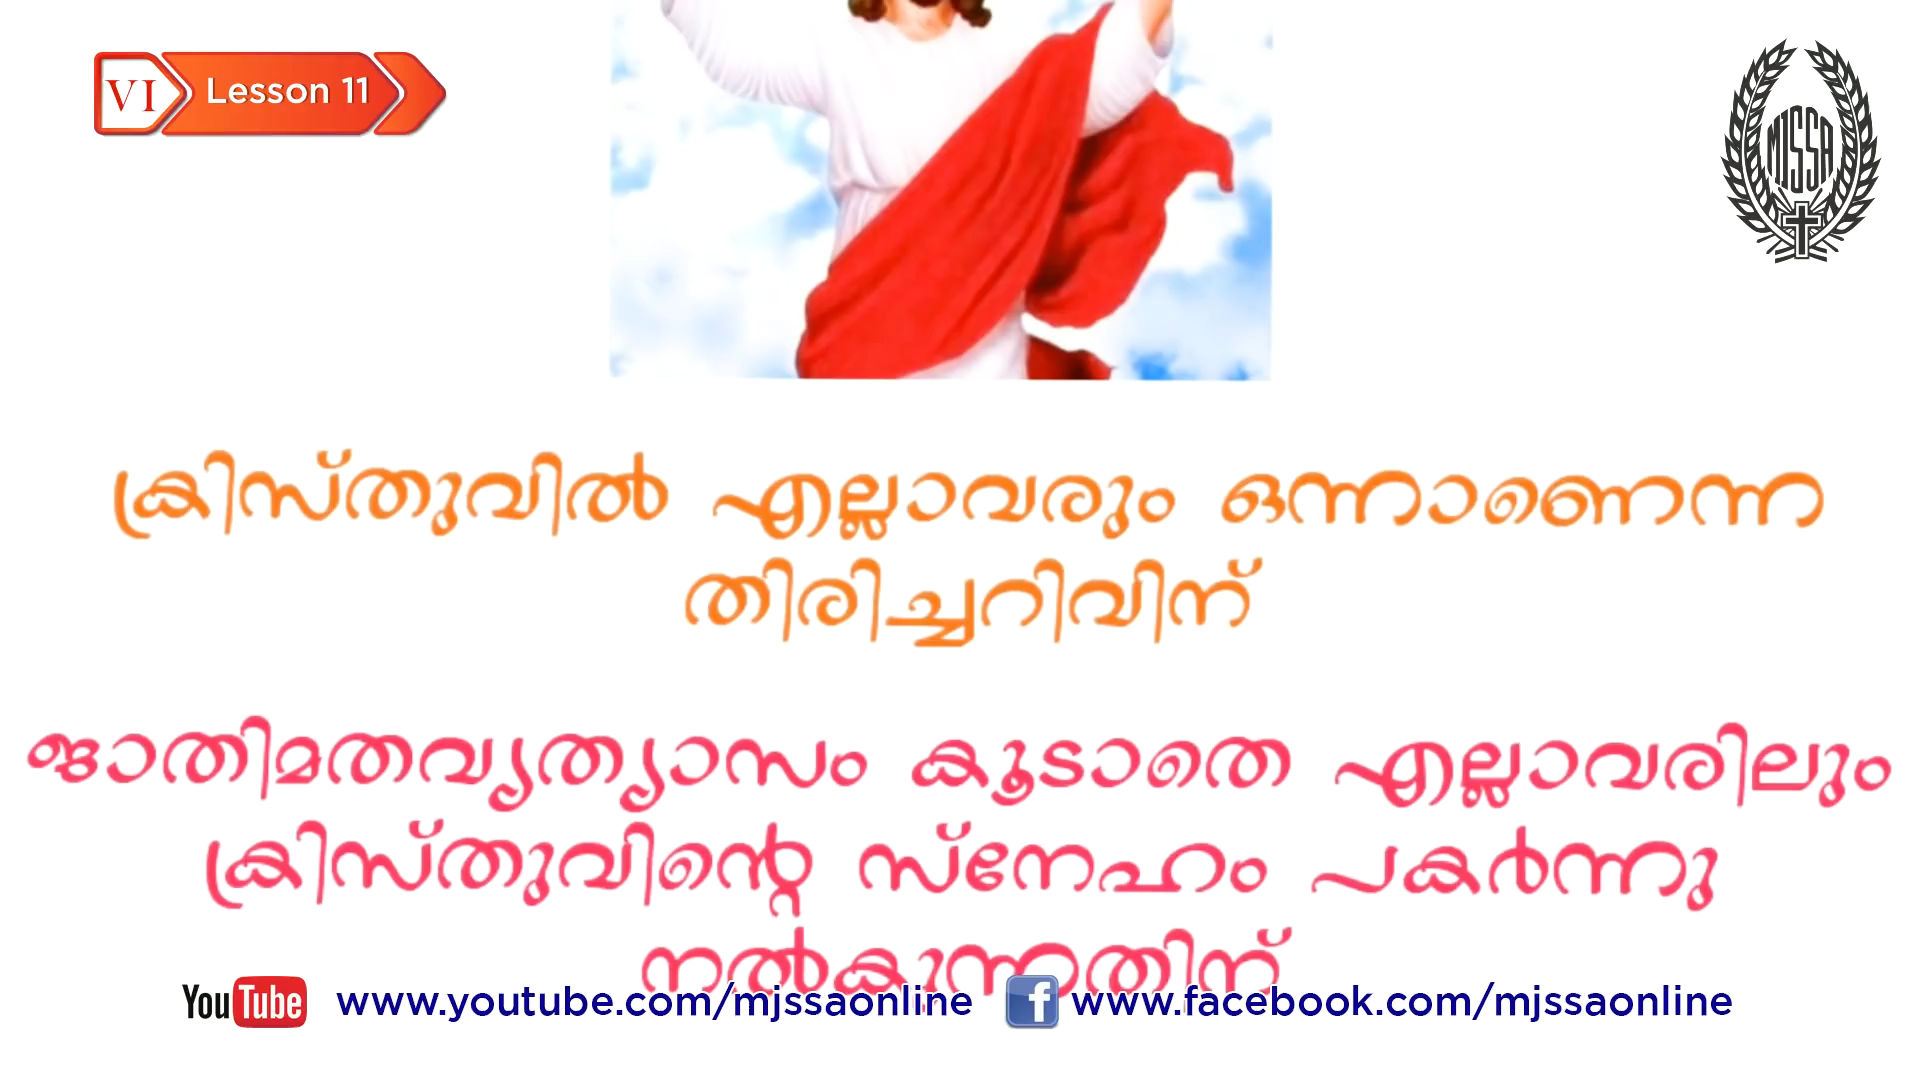 VI Lesson 11
MJSSA
ക്രിസ്തുവിൽ എല്ലാവരും ഒന്നാണെന്ന
തിരിച്ചറിവിന്
ജാതിമതവ്യത്യാസം കൂടാതെ എല്ലാവരിലും
ക്രിസ്തുവിന്റെ സ്നേഹം പകർന്നു
നൽകുന്നതിന്
YouTube www.youtube.com/mjssaonline f www.facebook.com/mjssaonline